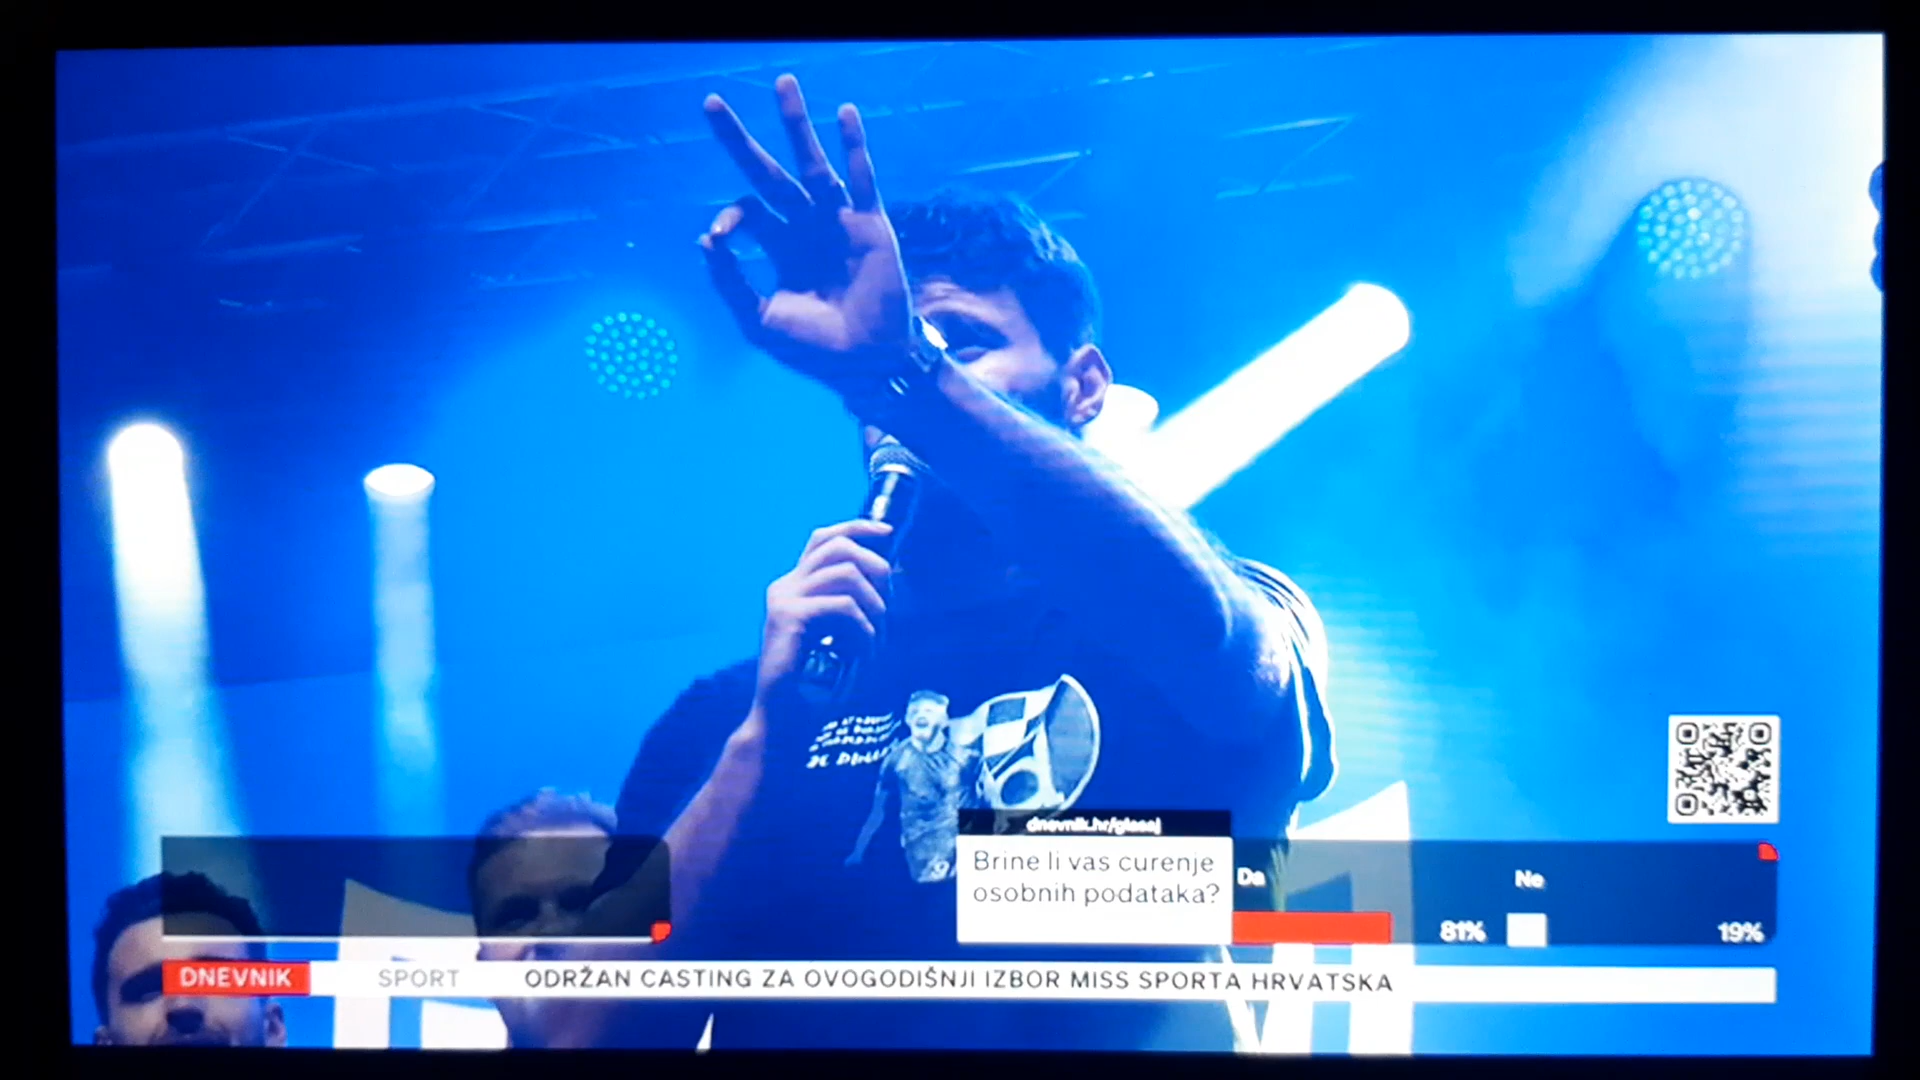 dnevnik.hr/glasaj
Brine li vas curenje
osobnih podataka?
Da
81%
Ne
19%
DNEVNIK
SPORT
ODRŽAN CASTING ZA OVOGODIŠNJI IZBOR MISS SPORTA HRVATSKA